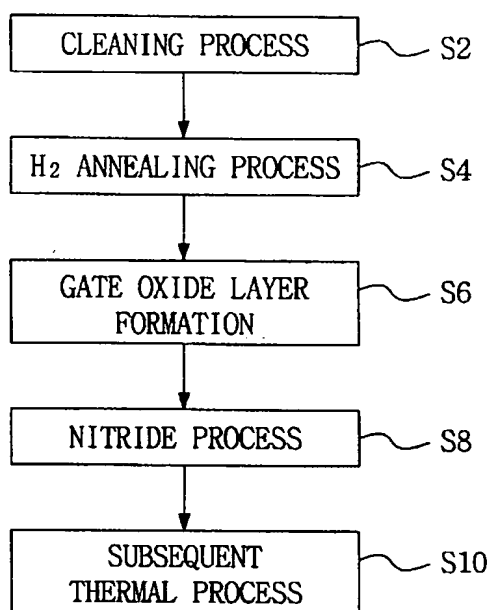 CLEANING PROCESS S2
H2 ANNEALING PROCESS S4
GATE OXIDE LAYER S6
FORMATION
NITRIDE PROCESS S8
SUBSEQUENT S10
THERMAL PROCESS